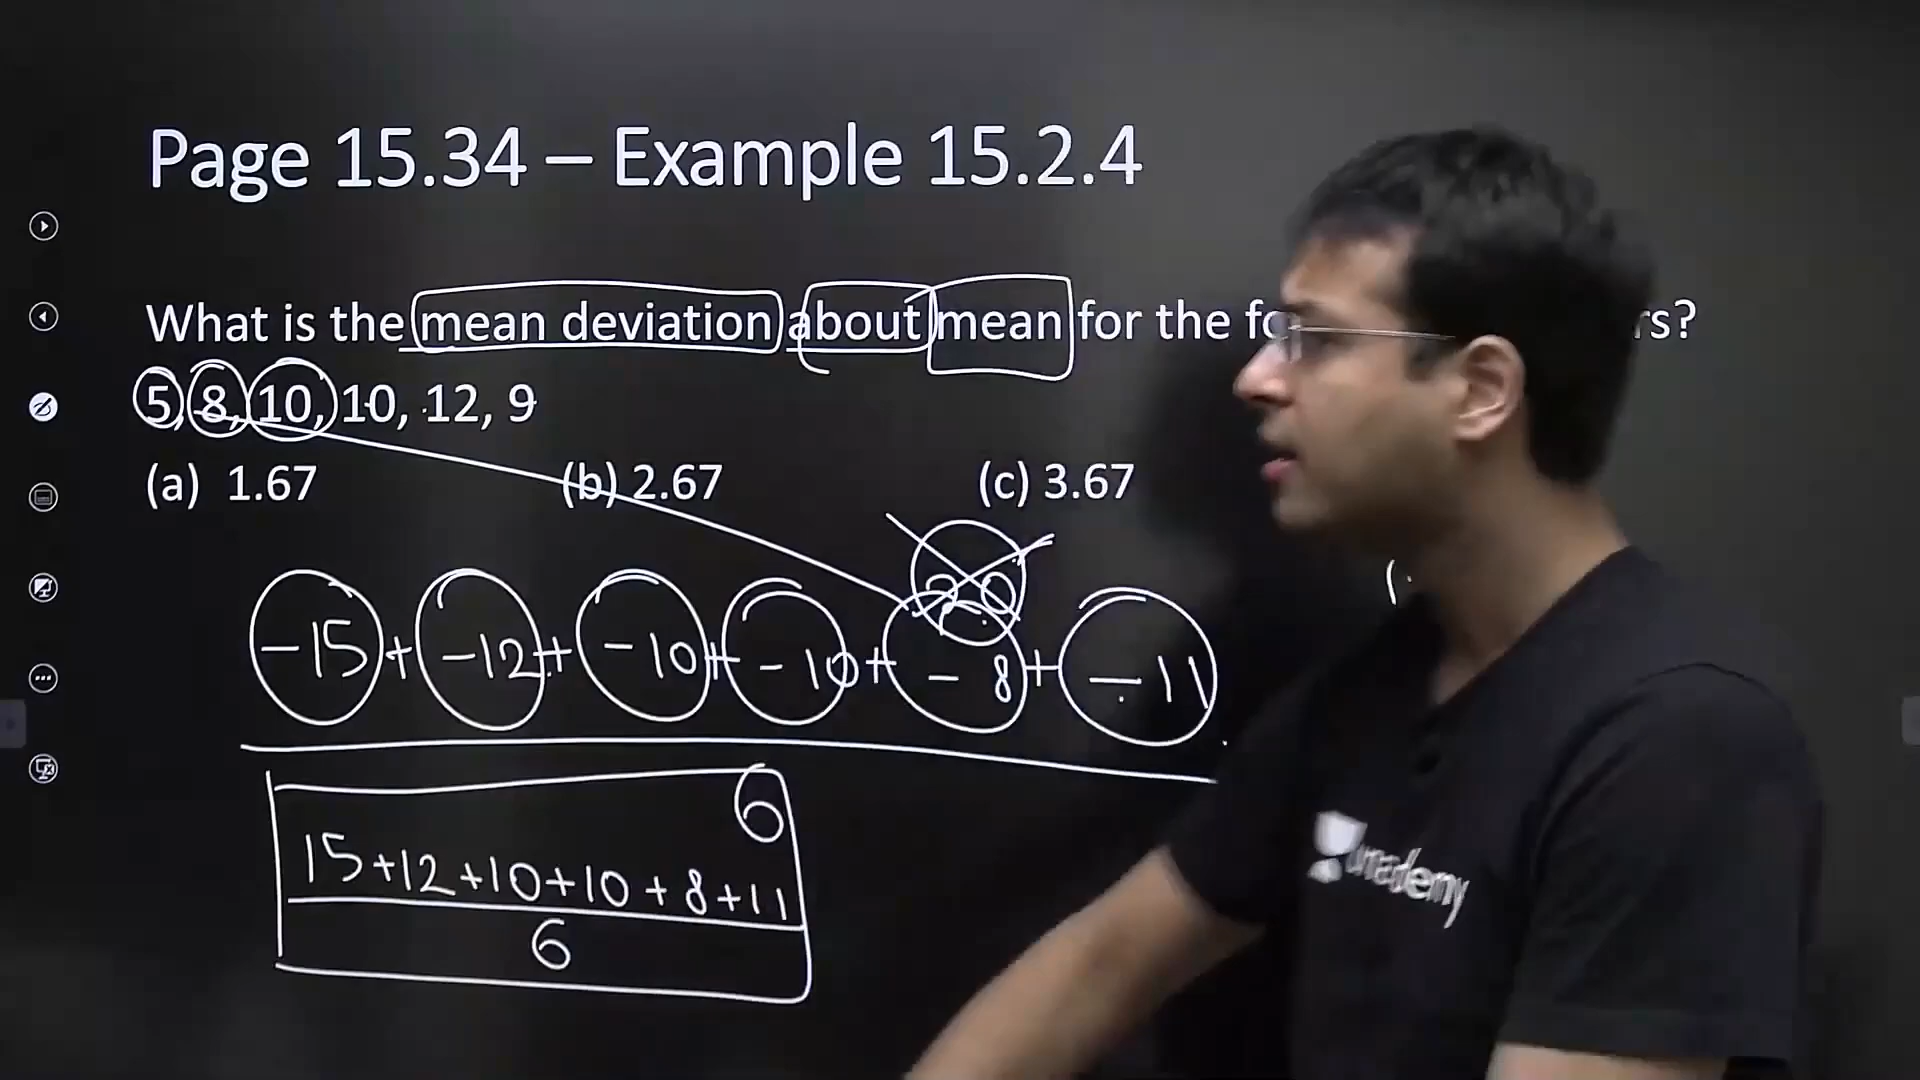 Page 15.34 – Example 15.2.4
What is the mean deviation about mean for the fo rs?
5, 8, 10, 10, 12, 9
(a) 1.67 (b) 2.67 (c) 3.67
-15 + -12 + -10 + -10 + -8 + -11
6
15+12+10+10+8+11
6
unacademy